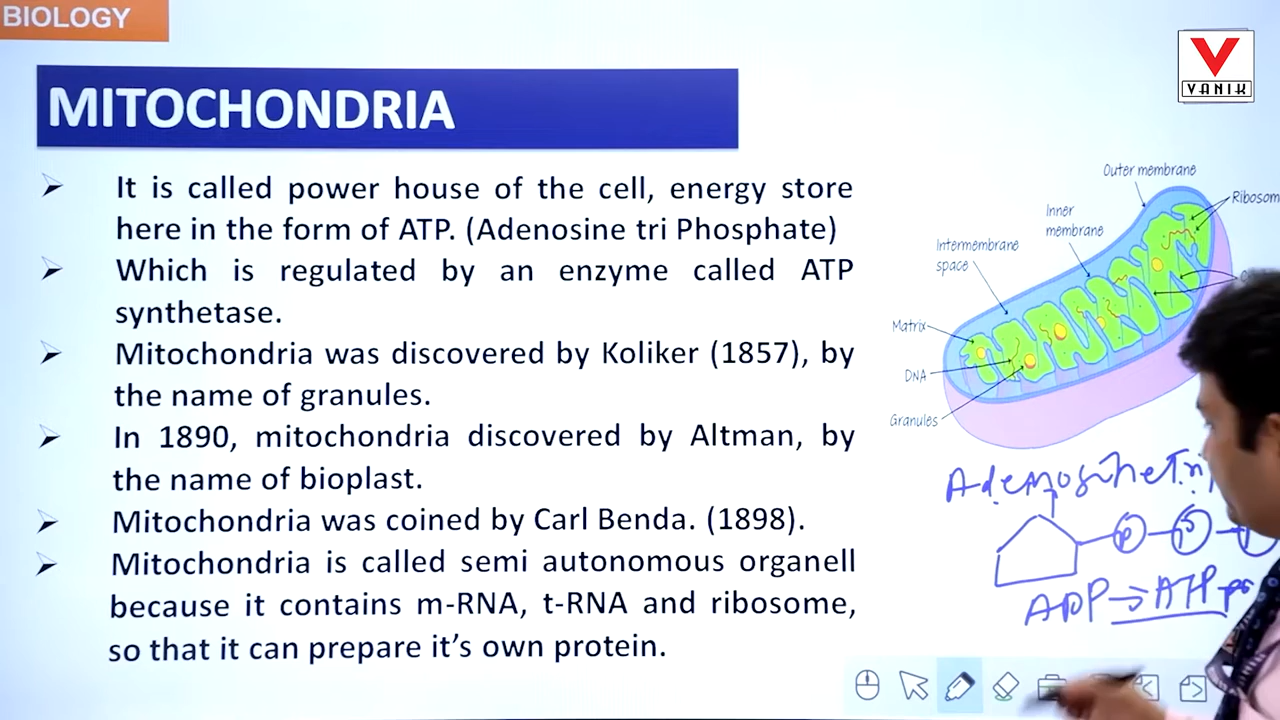 BIOLOGY
VANIK
MITOCHONDRIA
➢ It is called power house of the cell, energy store
here in the form of ATP. (Adenosine tri Phosphate)
➢ Which is regulated by an enzyme called ATP
synthetase.
➢ Mitochondria was discovered by Koliker (1857), by
the name of granules.
➢ In 1890, mitochondria discovered by Altman, by
the name of bioplast.
➢ Mitochondria was coined by Carl Benda. (1898).
➢ Mitochondria is called semi autonomous organell
because it contains m-RNA, t-RNA and ribosome,
so that it can prepare it's own protein.
Outer membrane
Ribosom
Inner
membrane
Intermembrane
space
Matrix
DNA
Granules
P P
ADP → ATP